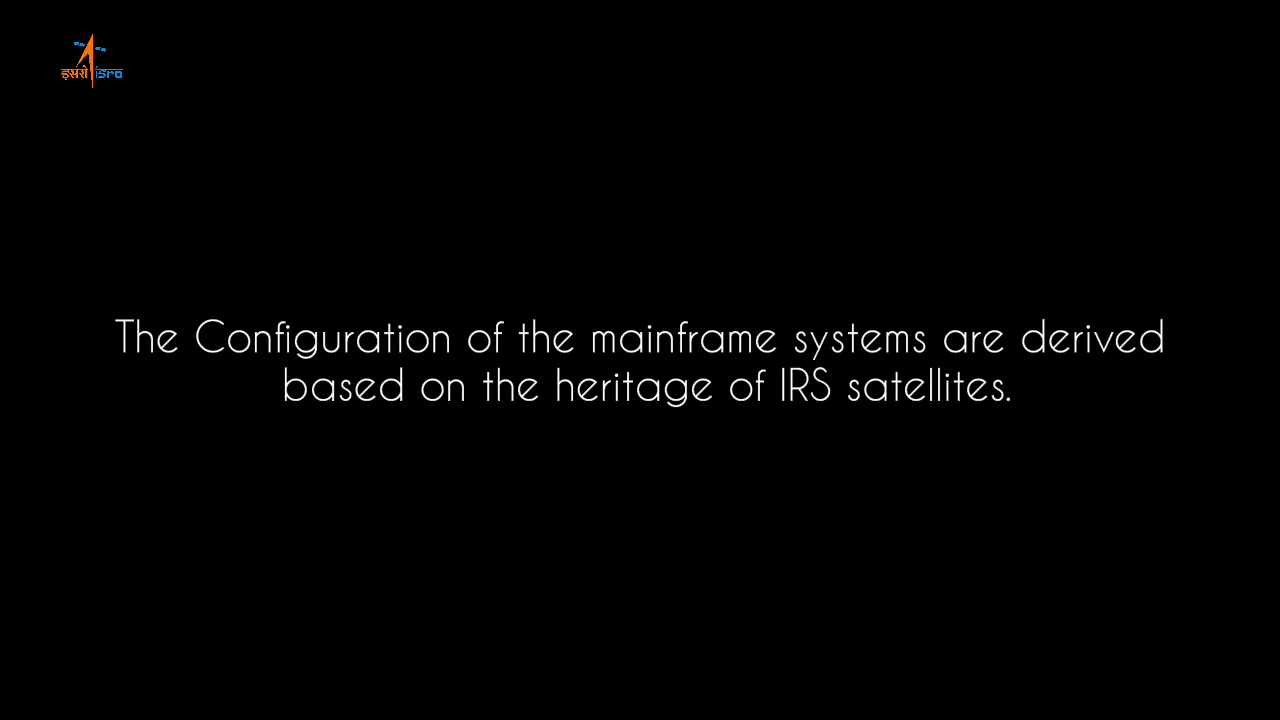 इसरो isro
The Configuration of the mainframe systems are derived
based on the heritage of IRS satellites.